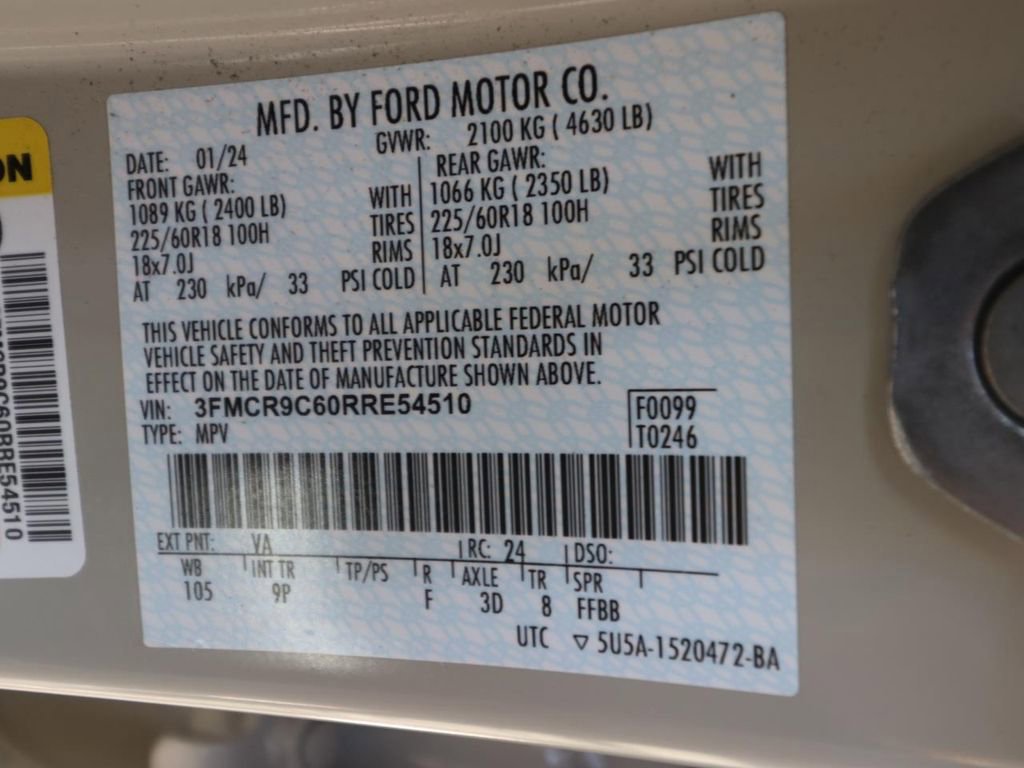 MFD. BY FORD MOTOR CO.
DATE: 01/24 GVWR: 2100 KG ( 4630 LB)
FRONT GAWR: REAR GAWR:
1089 KG ( 2400 LB) WITH 1066 KG ( 2350 LB) WITH
225/60R18 100H TIRES 225/60R18 100H TIRES
18x7.0J RIMS 18x7.0J RIMS
AT 230 kPa/ 33 PSI COLD AT 230 kPa/ 33 PSI COLD
THIS VEHICLE CONFORMS TO ALL APPLICABLE FEDERAL MOTOR
VEHICLE SAFETY AND THEFT PREVENTION STANDARDS IN
EFFECT ON THE DATE OF MANUFACTURE SHOWN ABOVE.
VIN: 3FMCR9C60RRE54510 F0099
TYPE: MPV T0246
EXT PNT: VA RC: 24 DSO:
WB INT TR TP/PS R AXLE TR SPR
105 9P F 3D 8 FFBB
UTC ▽ 5U5A-1520472-BA
ON
C60RRE54510